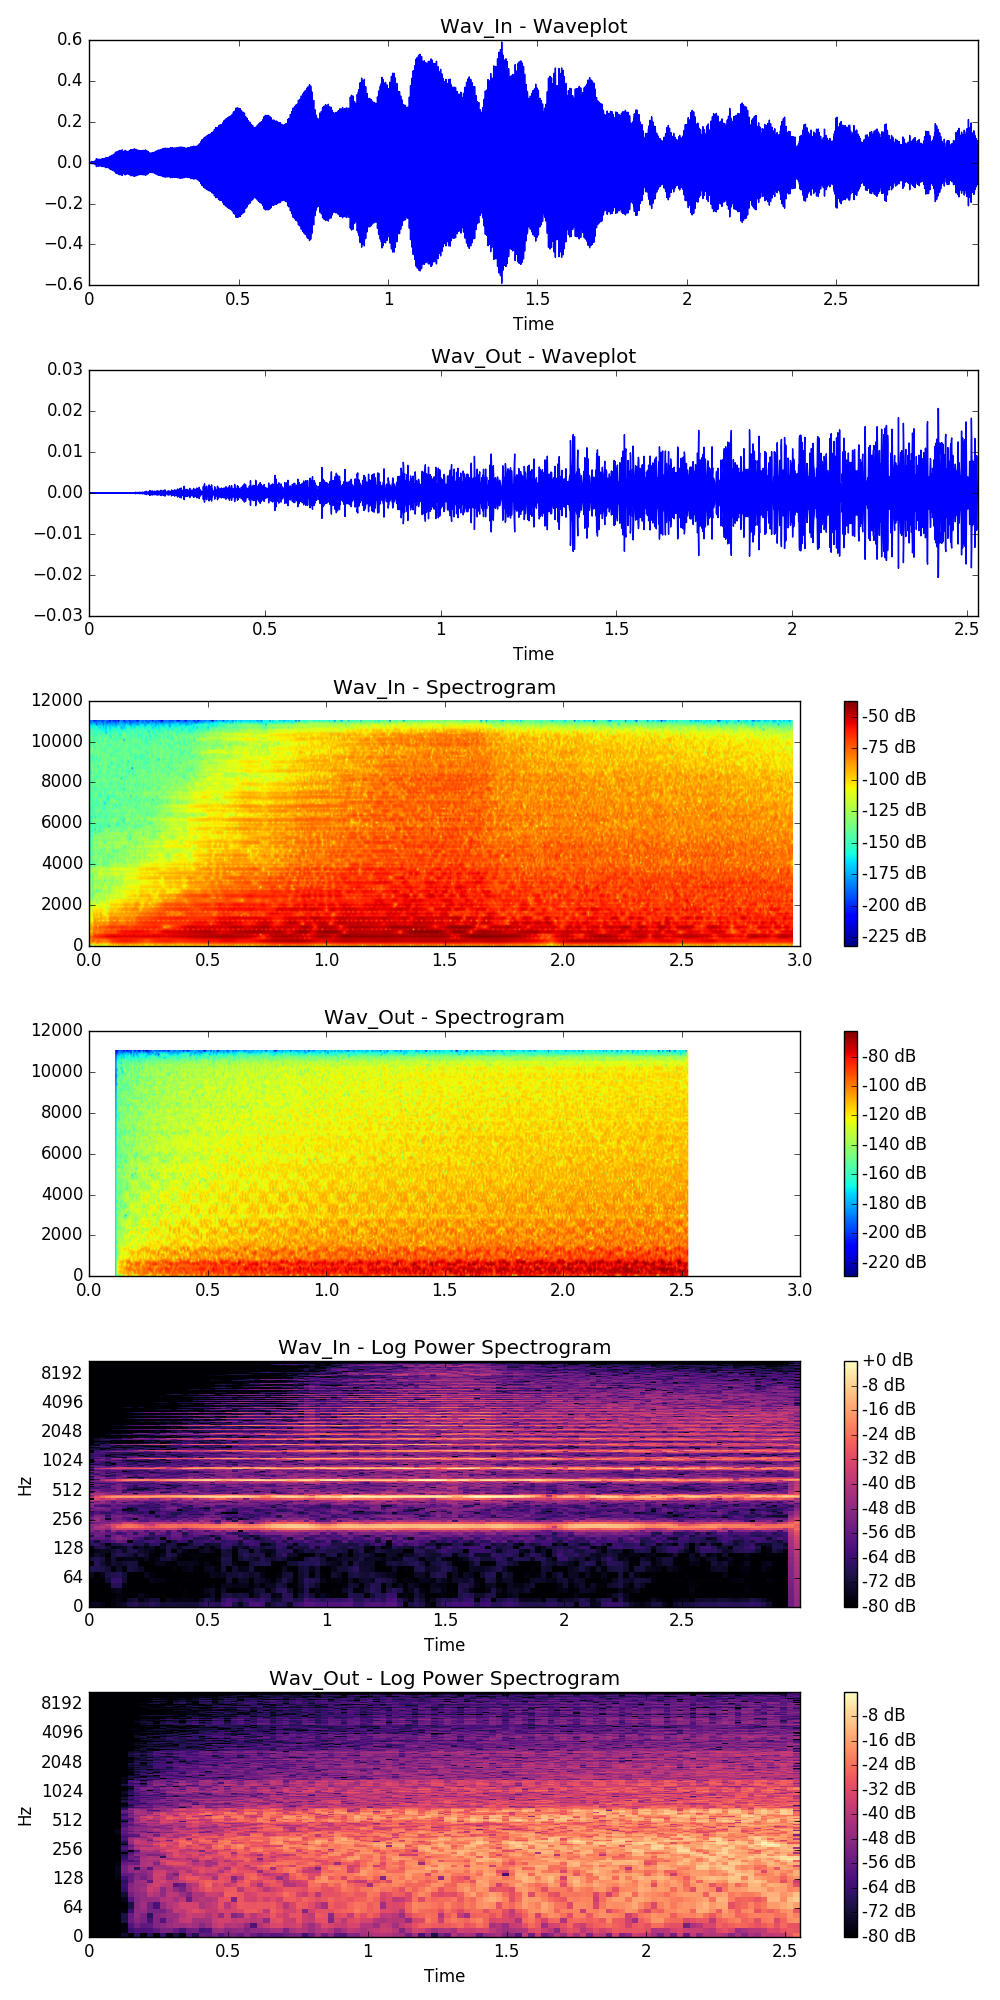 Wav_In - Waveplot
0.6
0.4
0.2
0.0
−0.2
−0.4
−0.6
0 0.5 1 1.5 2 2.5
Time
Wav_Out - Waveplot
0.03
0.02
0.01
0.00
−0.01
−0.02
−0.03
0 0.5 1 1.5 2 2.5
Time
Wav_In - Spectrogram
12000
10000
8000
6000
4000
2000
0
0.0 0.5 1.0 1.5 2.0 2.5 3.0
-50 dB
-75 dB
-100 dB
-125 dB
-150 dB
-175 dB
-200 dB
-225 dB
Wav_Out - Spectrogram
12000
10000
8000
6000
4000
2000
0
0.0 0.5 1.0 1.5 2.0 2.5 3.0
-80 dB
-100 dB
-120 dB
-140 dB
-160 dB
-180 dB
-200 dB
-220 dB
Wav_In - Log Power Spectrogram
Hz
8192
4096
2048
1024
512
256
128
64
0
0 0.5 1 1.5 2 2.5
Time
+0 dB
-8 dB
-16 dB
-24 dB
-32 dB
-40 dB
-48 dB
-56 dB
-64 dB
-72 dB
-80 dB
Wav_Out - Log Power Spectrogram
Hz
8192
4096
2048
1024
512
256
128
64
0
0 0.5 1 1.5 2 2.5
Time
-8 dB
-16 dB
-24 dB
-32 dB
-40 dB
-48 dB
-56 dB
-64 dB
-72 dB
-80 dB